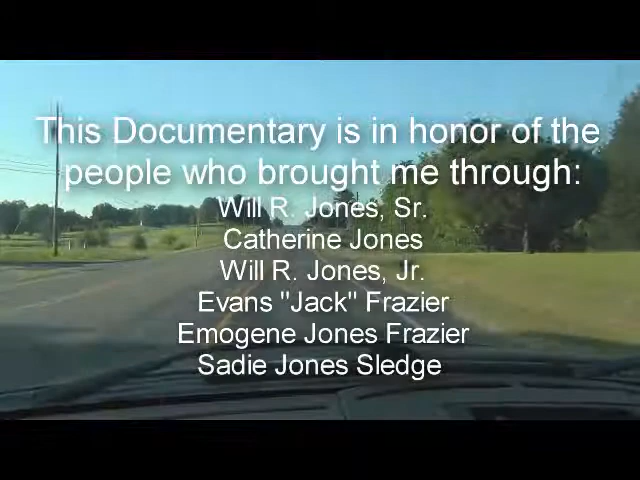 This Documentary is in honor of the
people who brought me through:
Will R. Jones, Sr.
Catherine Jones
Will R. Jones, Jr.
Evans "Jack" Frazier
Emogene Jones Frazier
Sadie Jones Sledge